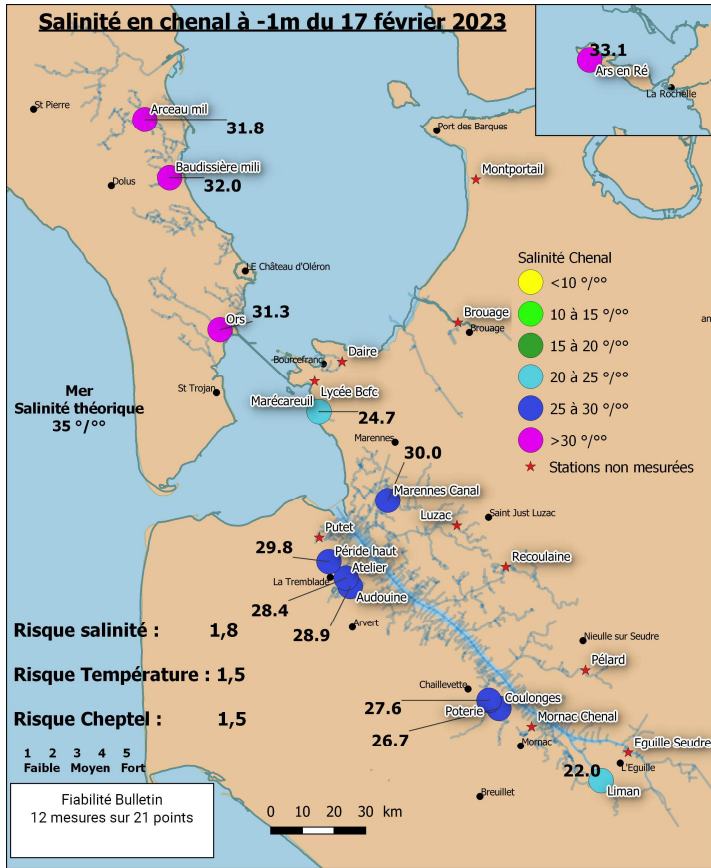 Salinité en chenal à -1m du 17 février 2023
33.1
Ars en Ré
La Rochelle
St Pierre
Arceau mil
31.8
Port des Barques
Baudissière mili
32.0
Dolus
Montportail
LE Château d'Oléron
Salinité Chenal
<10 °/°°
10 à 15 °/°°
15 à 20 °/°°
20 à 25 °/°°
25 à 30 °/°°
>30 °/°°
Stations non mesurées
31.3
Ors
Brouage
Brouage
an
Daire
Bourcefranc
Lycée Bcfc
St Trojan
Mer
Salinité théorique
35 °/°°
Marécareuil
24.7
Marennes
30.0
Marennes Canal
Luzac
Saint Just Luzac
Putet
29.8
Péride haut
Atelier
Recoulaine
La Tremblade
28.4
Audouine
28.9
Arvert
Risque salinité : 1,8
Risque Température : 1,5
Risque Cheptel : 1,5
Nieulle sur Seudre
Pélard
Chaillevette
27.6
Coulonges
Poterie
26.7
Mornac Chenal
Mornac
Eguille Seudre
L'Eguille
22.0
Liman
Breuillet
1 2 3 4 5
Faible Moyen Fort
Fiabilité Bulletin
12 mesures sur 21 points
0 10 20 30 km